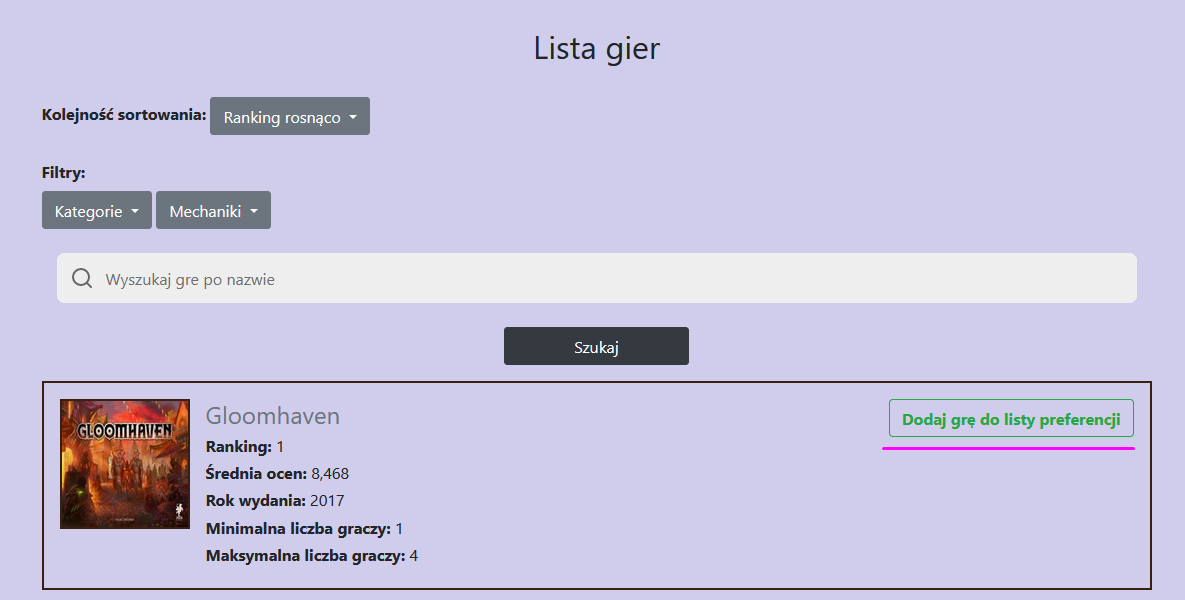 Lista gier
Kolejność sortowania: Ranking rosnąco
Filtry:
Kategorie Mechaniki
Wyszukaj gre po nazwie
Szukaj
GLOOMHAVEN
Gloomhaven
Dodaj grę do listy preferencji
Ranking: 1
Średnia ocen: 8,468
Rok wydania: 2017
Minimalna liczba graczy: 1
Maksymalna liczba graczy: 4